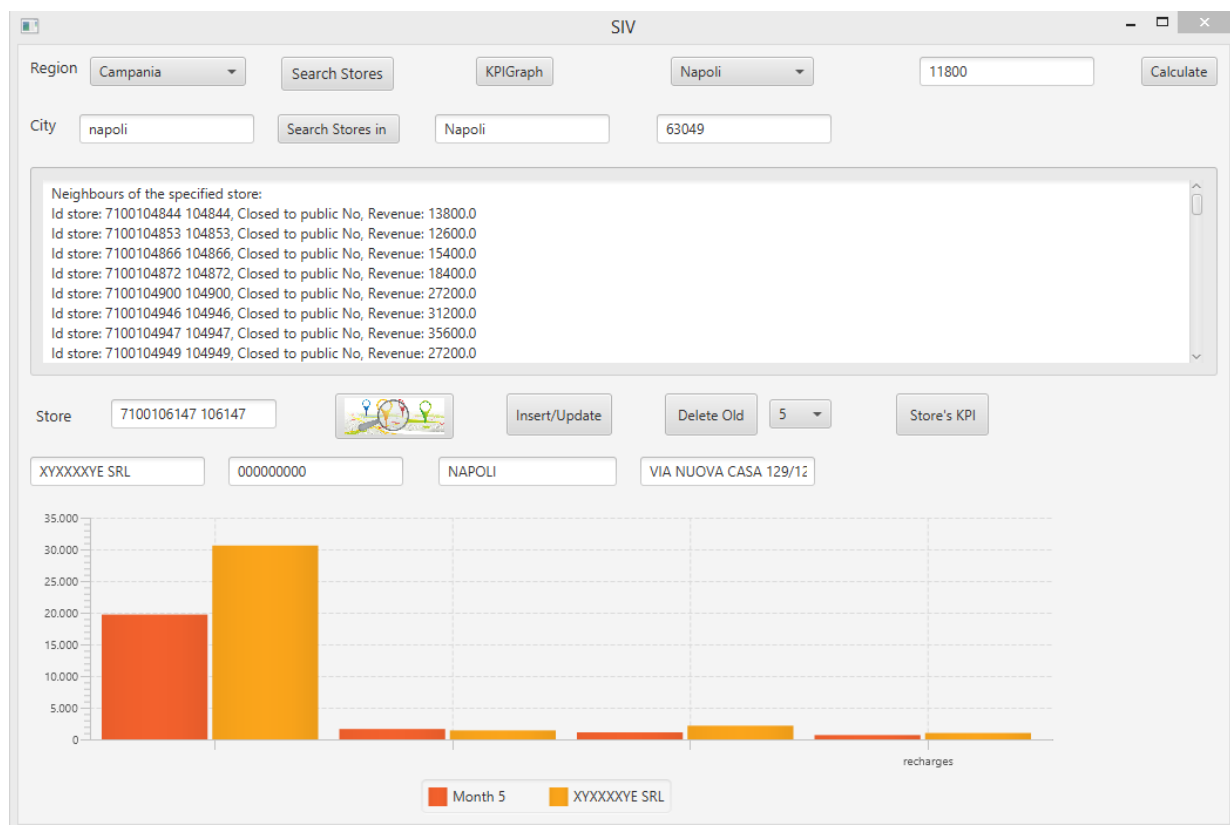 SIV
Region Campania Search Stores KPIGraph Napoli 11800 Calculate
City napoli Search Stores in Napoli 63049
Neighbours of the specified store:
Id store: 7100104844 104844, Closed to public No, Revenue: 13800.0
Id store: 7100104853 104853, Closed to public No, Revenue: 12600.0
Id store: 7100104866 104866, Closed to public No, Revenue: 15400.0
Id store: 7100104872 104872, Closed to public No, Revenue: 18400.0
Id store: 7100104900 104900, Closed to public No, Revenue: 27200.0
Id store: 7100104946 104946, Closed to public No, Revenue: 31200.0
Id store: 7100104947 104947, Closed to public No, Revenue: 35600.0
Id store: 7100104949 104949, Closed to public No, Revenue: 27200.0
Store 7100106147 106147 Insert/Update Delete Old 5 Store's KPI
XYXXXXYE SRL 000000000 NAPOLI VIA NUOVA CASA 129/12
35.000
30.000
25.000
20.000
15.000
10.000
5.000
0
recharges
Month 5 XYXXXXYE SRL